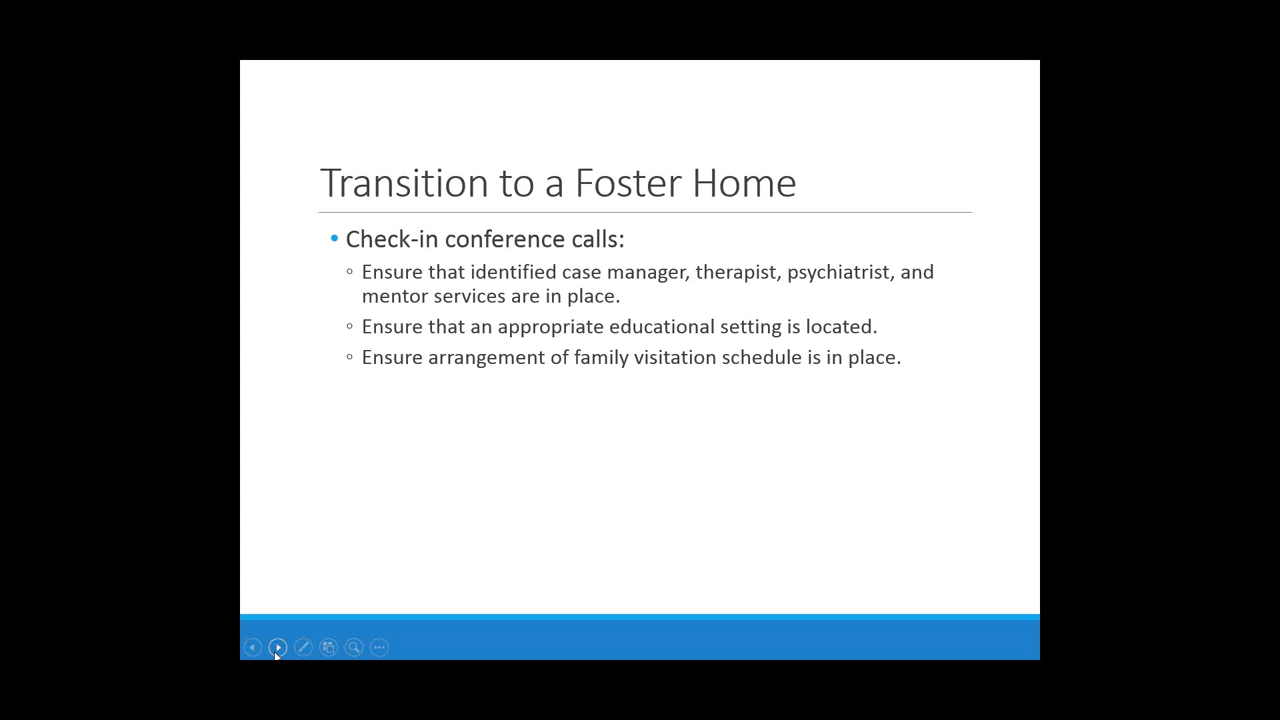 Transition to a Foster Home
• Check-in conference calls:
◦ Ensure that identified case manager, therapist, psychiatrist, and
mentor services are in place.
◦ Ensure that an appropriate educational setting is located.
◦ Ensure arrangement of family visitation schedule is in place.